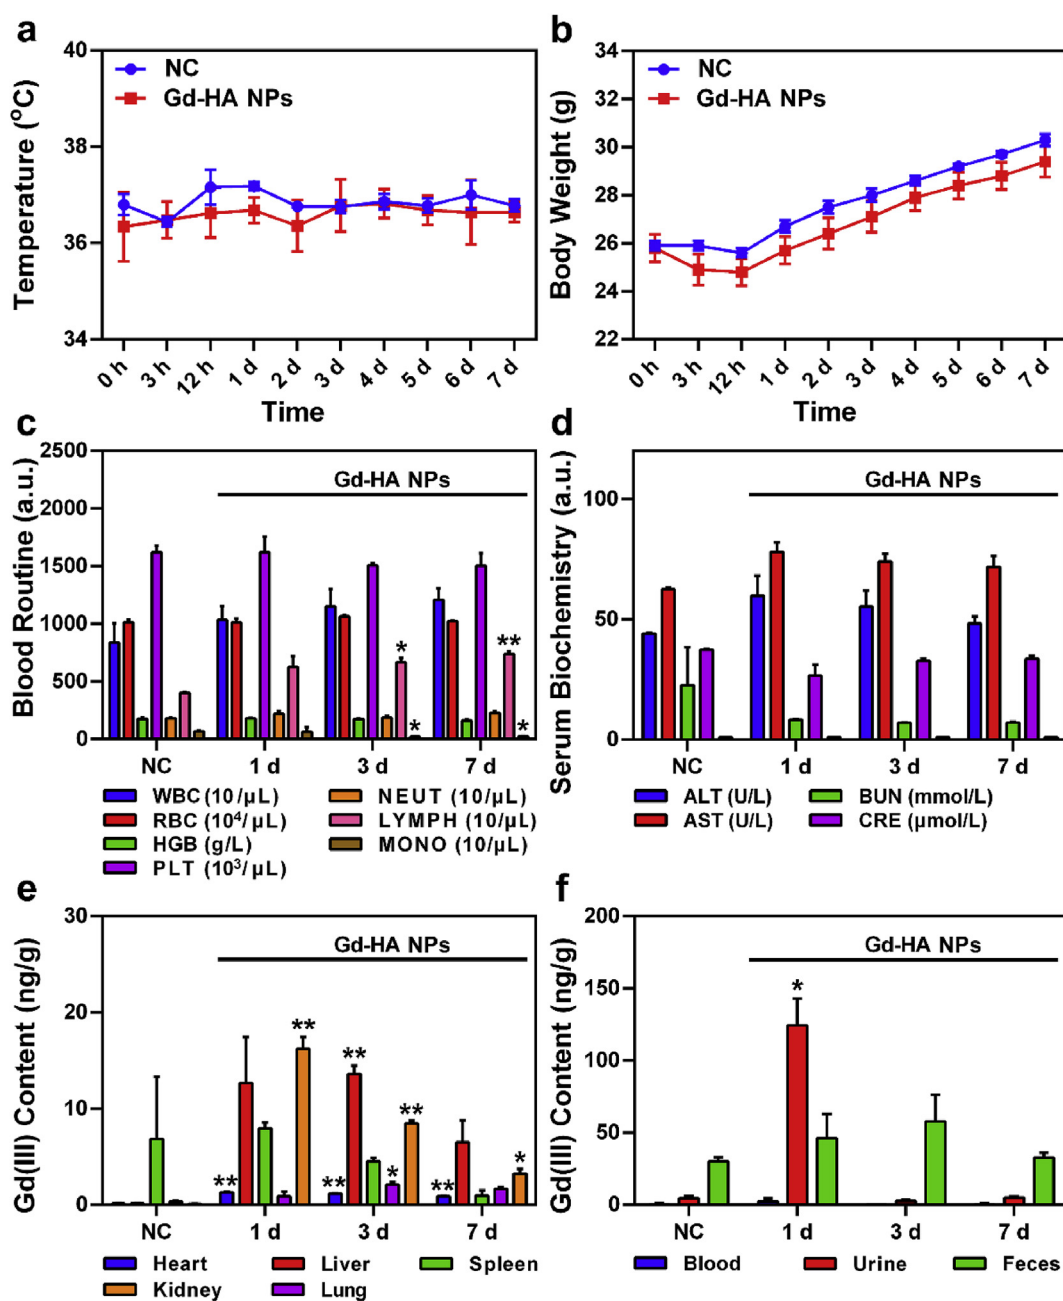 a
Temperature (°C)
40
38
36
34
NC
Gd-HA NPs
0 h
3 h
12 h
1 d
2 d
3 d
4 d
5 d
6 d
7 d
Time
b
Body Weight (g)
34
32
30
28
26
24
22
NC
Gd-HA NPs
0 h
3 h
12 h
1 d
2 d
3 d
4 d
5 d
6 d
7 d
Time
c
Blood Routine (a.u.)
2500
2000
1500
1000
500
0
Gd-HA NPs
*
*
**
*
NC 1 d 3 d 7 d
WBC (10/μL) NEUT (10/μL)
RBC (10⁴/μL) LYMPH (10/μL)
HGB (g/L) MONO (10/μL)
PLT (10³/μL)
d
Serum Biochemistry (a.u.)
100
50
0
Gd-HA NPs
NC 1 d 3 d 7 d
ALT (U/L) BUN (mmol/L)
AST (U/L) CRE (μmol/L)
e
Gd(III) Content (ng/g)
30
20
10
0
Gd-HA NPs
**
**
**
**
*
**
**
*
NC 1 d 3 d 7 d
Heart Liver Spleen
Kidney Lung
f
Gd(III) Content (ng/g)
200
150
100
50
0
Gd-HA NPs
*
NC 1 d 3 d 7 d
Blood Urine Feces